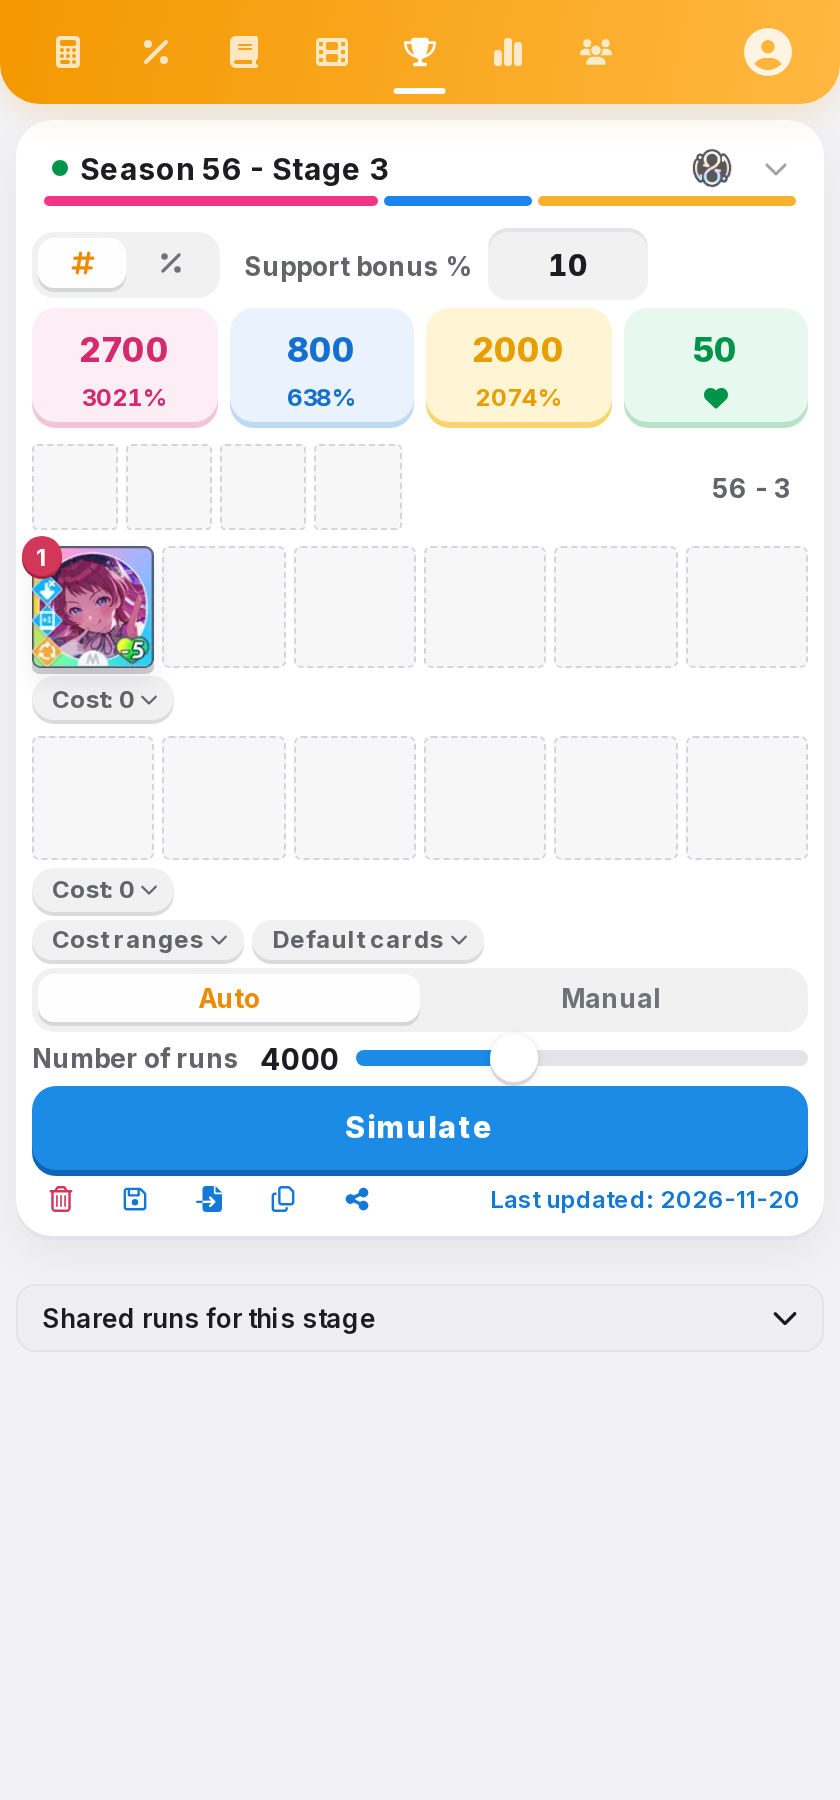 Season 56 - Stage 3
# % Support bonus % 10
2700 800 2000 50
3021% 638% 2074%
56 - 3
1
+1
-5
M
Cost: 0
Cost: 0
Cost ranges Default cards
Auto Manual
Number of runs 4000
Simulate
Last updated: 2026-11-20
Shared runs for this stage